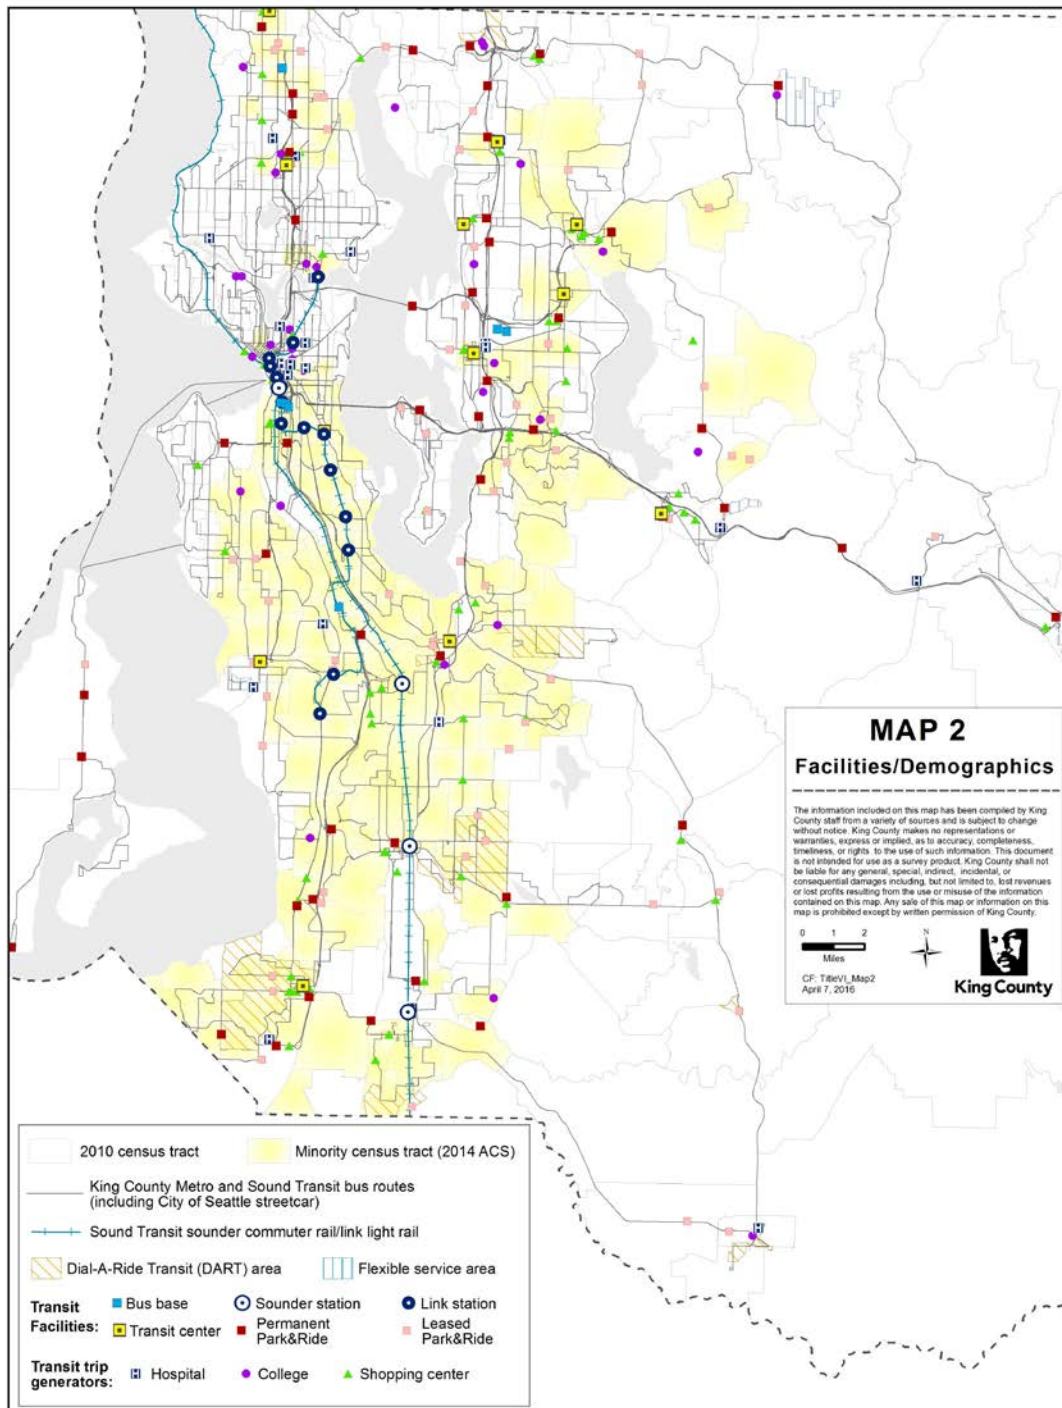 MAP 2
Facilities/Demographics
The information included on this map has been compiled by King
County staff from a variety of sources and is subject to change
without notice. King County makes no representations or
warranties, express or implied, as to accuracy, completeness,
timeliness, or rights to the use of such information. This document
is not intended for use as a survey product. King County shall not
be liable for any general, special, indirect, incidental, or
consequential damages including, but not limited to, lost revenues
or lost profits resulting from the use or misuse of the information
contained on this map. Any sale of this map or information on this
map is prohibited except by written permission of King County.
0 1 2
Miles
N
CF: TitleVI_Map2
April 7, 2016
King County
2010 census tract
Minority census tract (2014 ACS)
King County Metro and Sound Transit bus routes
(including City of Seattle streetcar)
Sound Transit sounder commuter rail/link light rail
Dial-A-Ride Transit (DART) area
Flexible service area
Transit
Facilities:
Bus base
Sounder station
Link station
Transit center
Permanent
Park&Ride
Leased
Park&Ride
Transit trip
generators:
H Hospital
College
Shopping center